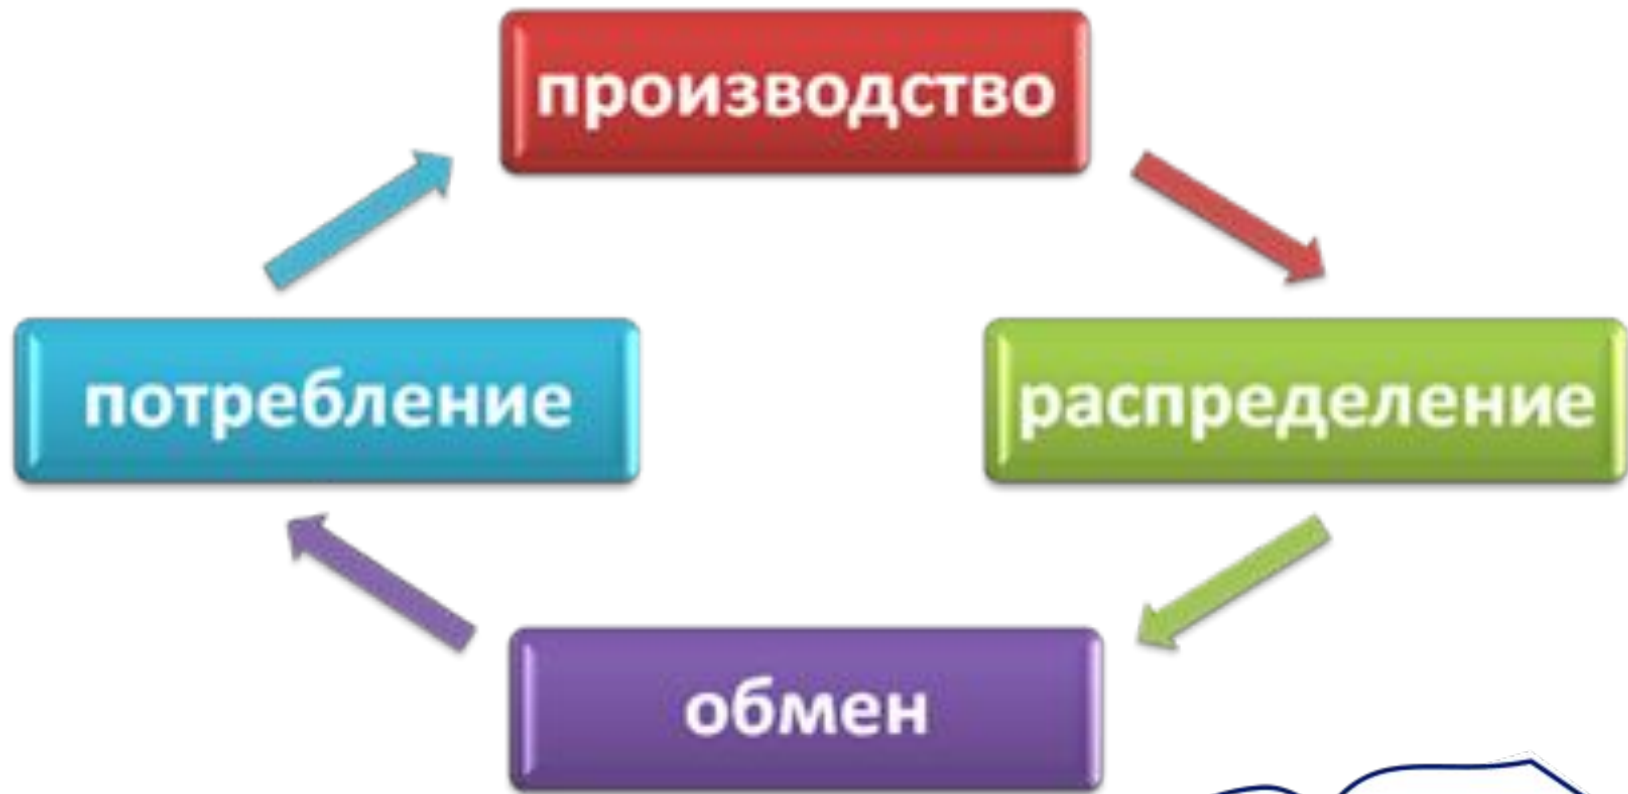 производство
потребление
распределение
обмен